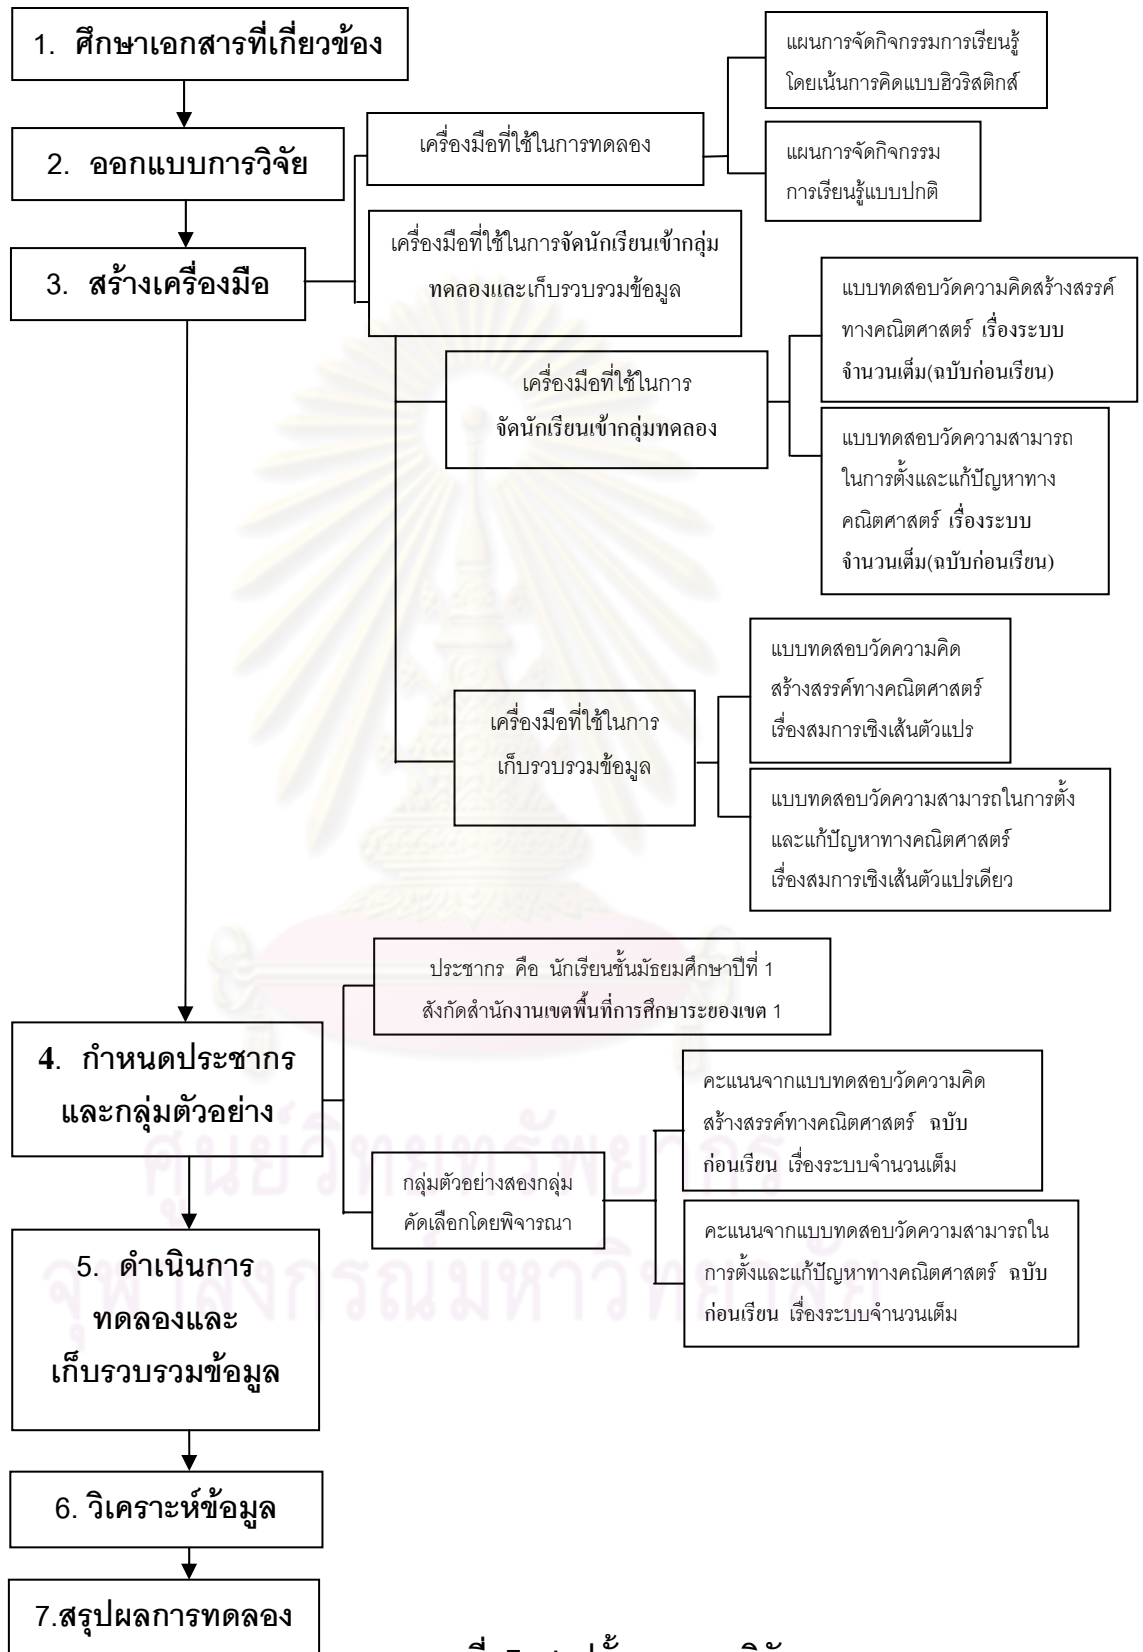 1. ศึกษาเอกสารที่เกี่ยวข้อง
2. ออกแบบการวิจัย
3. สร้างเครื่องมือ
เครื่องมือที่ใช้ในการทดลอง
แผนการจัดกิจกรรมการเรียนรู้
โดยเน้นการคิดแบบฮิวริสติกส์
แผนการจัดกิจกรรม
การเรียนรู้แบบปกติ
เครื่องมือที่ใช้ในการจัดนักเรียนเข้ากลุ่ม
ทดลองและเก็บรวบรวมข้อมูล
เครื่องมือที่ใช้ในการ
จัดนักเรียนเข้ากลุ่มทดลอง
แบบทดสอบวัดความคิดสร้างสรรค์
ทางคณิตศาสตร์ เรื่องระบบ
จำนวนเต็ม(ฉบับก่อนเรียน)
แบบทดสอบวัดความสามารถ
ในการตั้งและแก้ปัญหาทาง
คณิตศาสตร์ เรื่องระบบ
จำนวนเต็ม(ฉบับก่อนเรียน)
เครื่องมือที่ใช้ในการ
เก็บรวบรวมข้อมูล
แบบทดสอบวัดความคิด
สร้างสรรค์ทางคณิตศาสตร์
เรื่องสมการเชิงเส้นตัวแปร
แบบทดสอบวัดความสามารถในการตั้ง
และแก้ปัญหาทางคณิตศาสตร์
เรื่องสมการเชิงเส้นตัวแปรเดียว
4. กำหนดประชากร
และกลุ่มตัวอย่าง
ประชากร คือ นักเรียนชั้นมัธยมศึกษาปีที่ 1
สังกัดสำนักงานเขตพื้นที่การศึกษาระยองเขต 1
กลุ่มตัวอย่างสองกลุ่ม
คัดเลือกโดยพิจารณา
คะแนนจากแบบทดสอบวัดความคิด
สร้างสรรค์ทางคณิตศาสตร์ ฉบับ
ก่อนเรียน เรื่องระบบจำนวนเต็ม
คะแนนจากแบบทดสอบวัดความสามารถใน
การตั้งและแก้ปัญหาทางคณิตศาสตร์ ฉบับ
ก่อนเรียน เรื่องระบบจำนวนเต็ม
5. ดำเนินการ
ทดลองและ
เก็บรวบรวมข้อมูล
6. วิเคราะห์ข้อมูล
7.สรุปผลการทดลอง
ศูนย์วิทยทรัพยากร
จุฬาลงกรณ์มหาวิทยาลัย